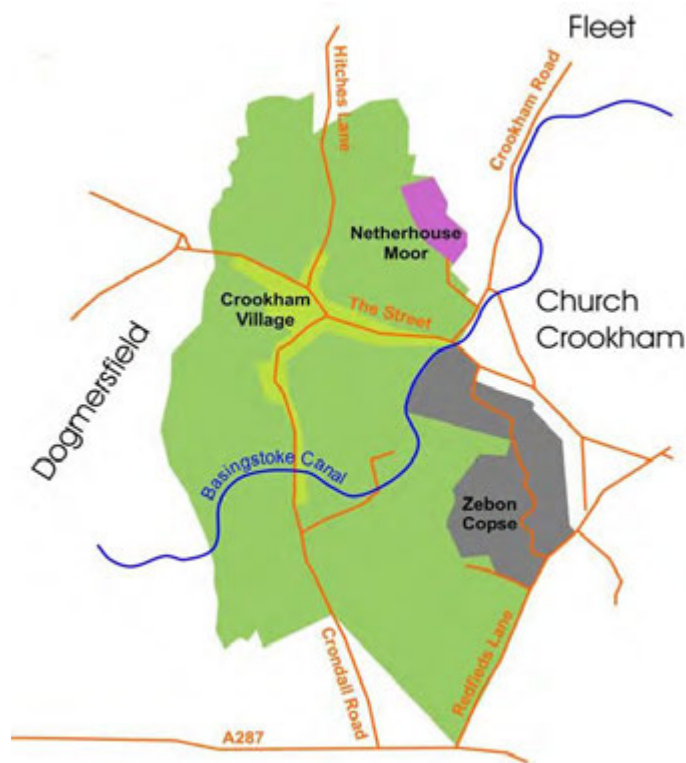 Fleet
Hitches Lane
Crookham Road
Netherhouse
Moor
Crookham
Village
The Street
Church
Crookham
Dogmersfield
Basingstoke Canal
Zebon
Copse
Crondall Road
Redfieds Lane
A287